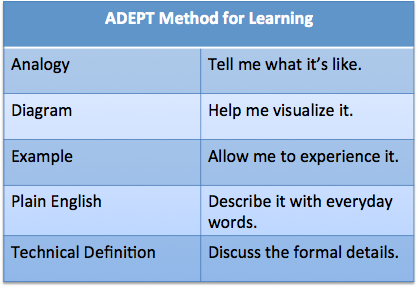 ADEPT Method for Learning
Analogy
Tell me what it's like.
Diagram
Help me visualize it.
Example
Allow me to experience it.
Plain English
Describe it with everyday
words.
Technical Definition
Discuss the formal details.